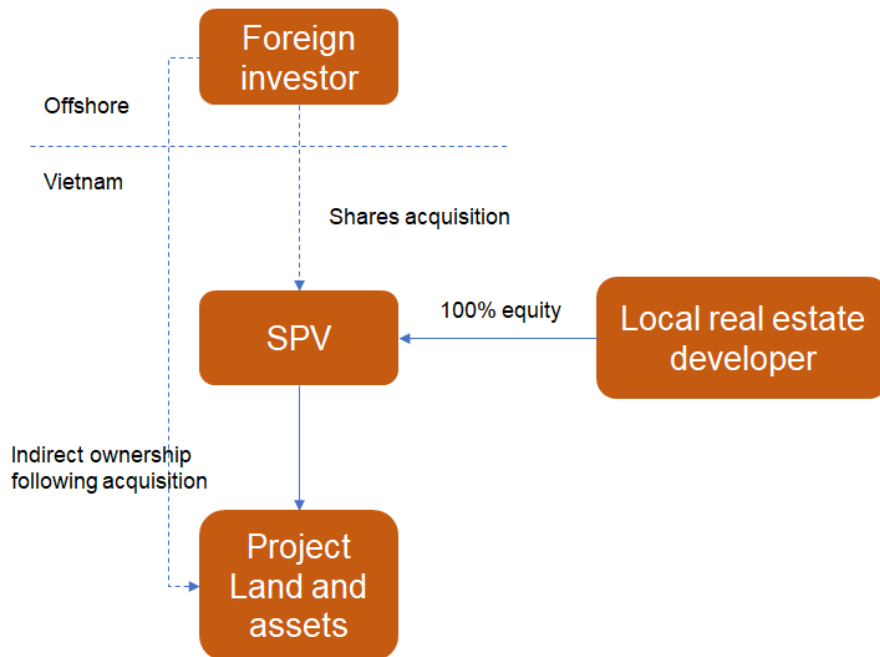 Foreign
investor
Offshore
Vietnam
Shares acquisition
SPV
100% equity
Local real estate
developer
Indirect ownership
following acquisition
Project
Land and
assets